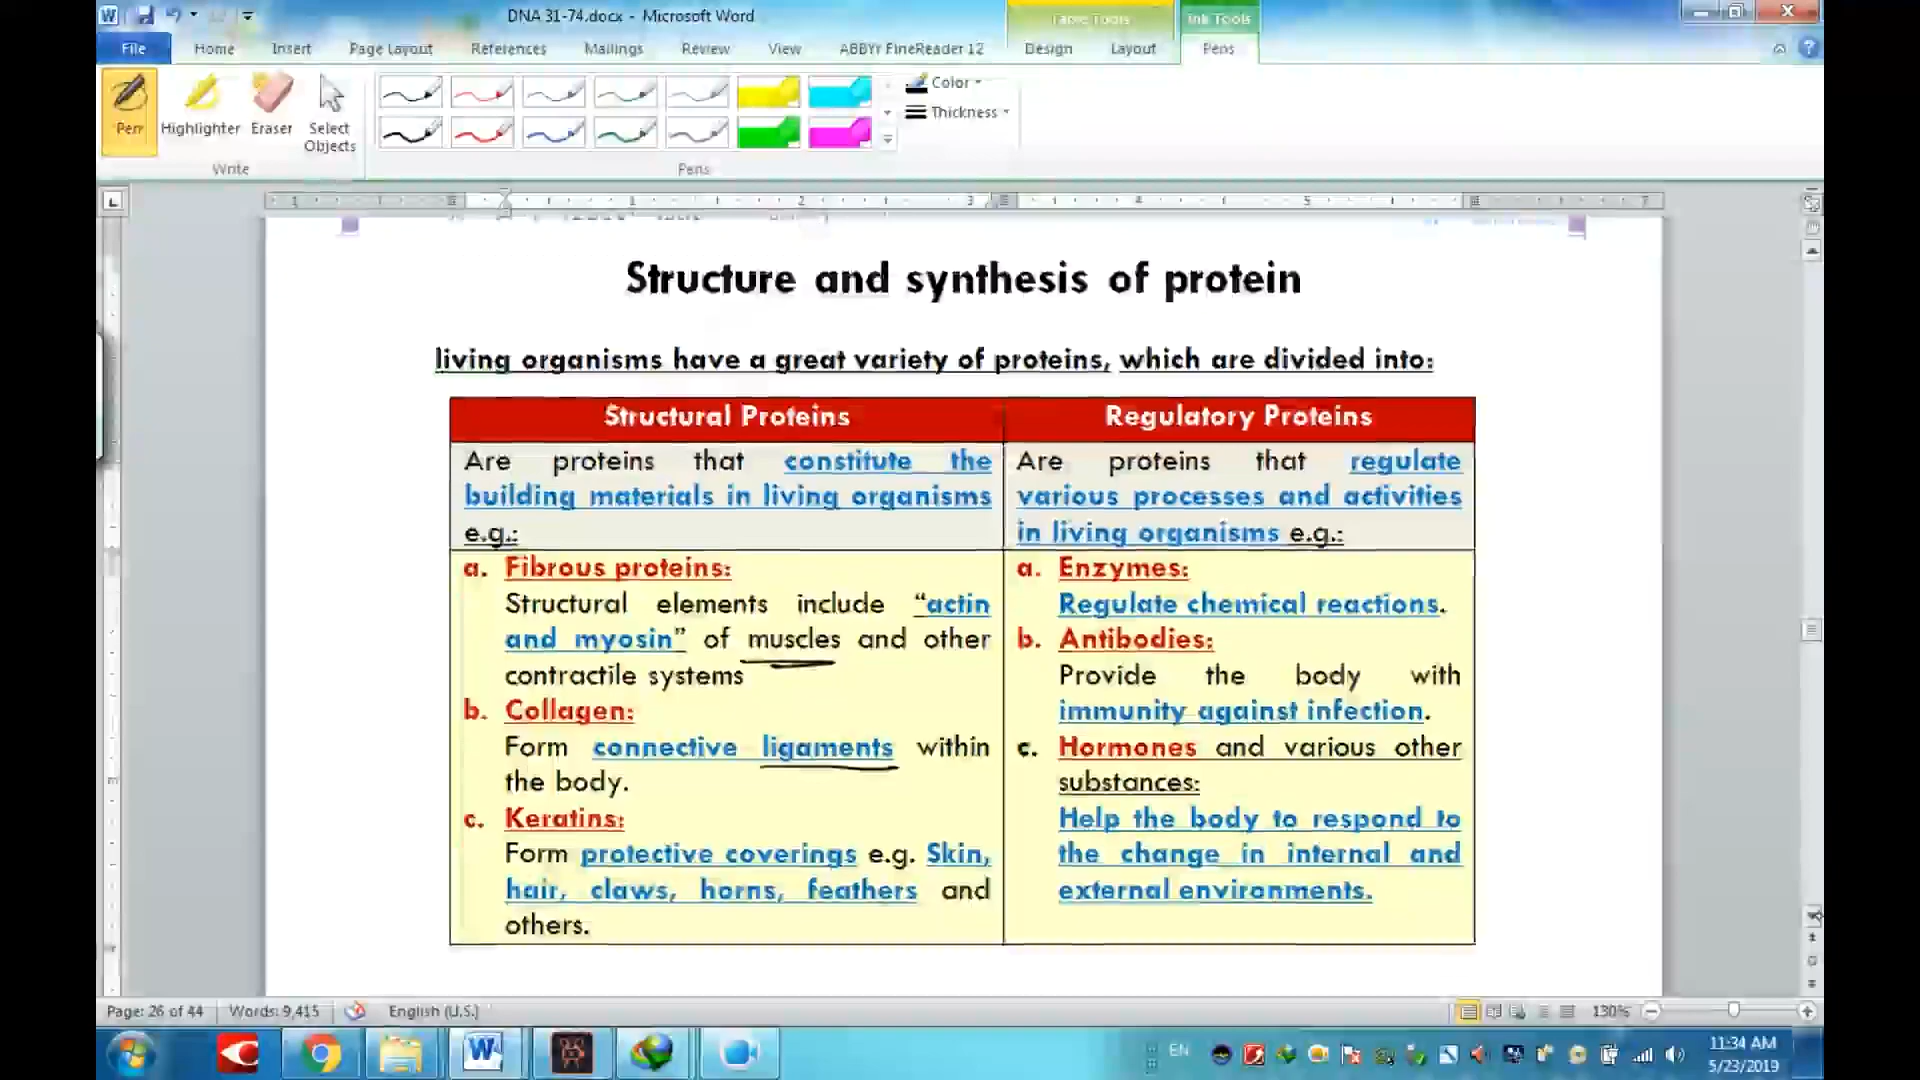 DNA 31-74.docx - Microsoft Word
Table Tools
Ink Tools
File Home Insert Page Layout References Mailings Review View ABBYY FineReader 12 Design Layout Pens
Pen Highlighter Eraser Select Objects
Color
Thickness
Write Pens
Structure and synthesis of protein
living organisms have a great variety of proteins, which are divided into:
Structural Proteins
Are proteins that constitute the
building materials in living organisms
e.g.:
a. Fibrous proteins:
Structural elements include “actin
and myosin” of muscles and other
contractile systems
b. Collagen:
Form connective ligaments within
the body.
c. Keratins:
Form protective coverings e.g. Skin,
hair, claws, horns, feathers and
others.
Regulatory Proteins
Are proteins that regulate
various processes and activities
in living organisms e.g.:
a. Enzymes:
Regulate chemical reactions.
b. Antibodies:
Provide the body with
immunity against infection.
c. Hormones and various other
substances:
Help the body to respond to
the change in internal and
external environments.
Page: 26 of 44 Words: 9,415 English (U.S.) 130%
EN 11:34 AM
5/23/2019